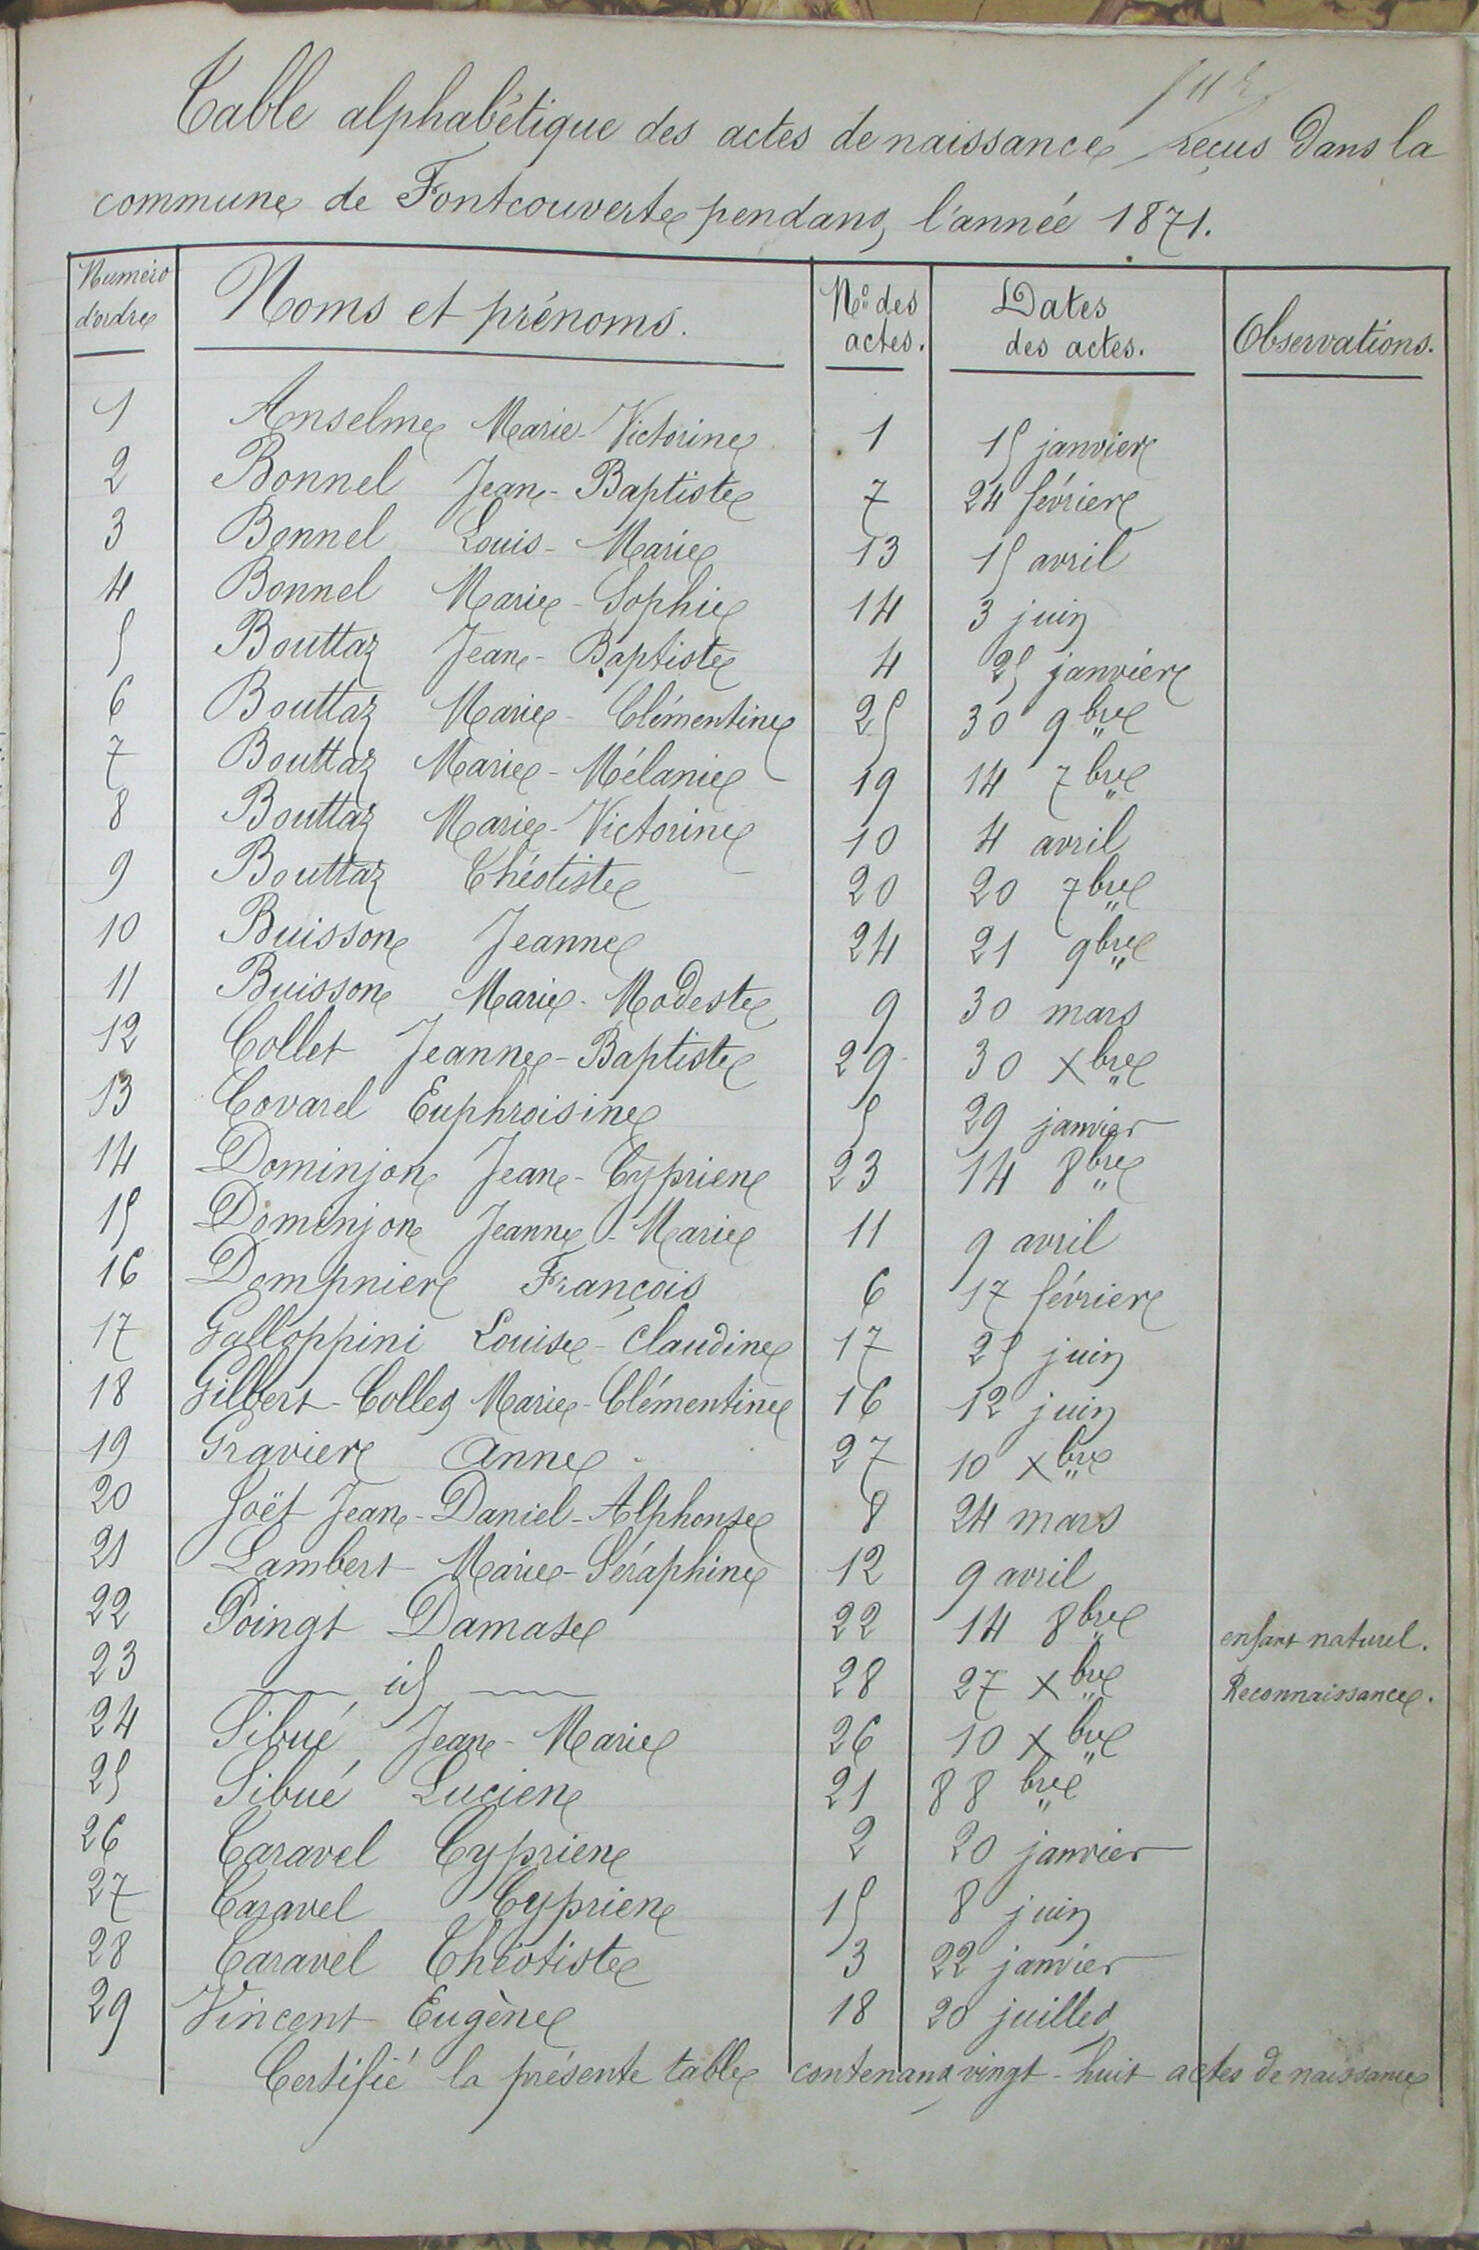 Table alphabétique des actes de naissance reçus dans la
commune de Fontcouverte pendant l'année 1871.
Numéro d'ordre Noms et prénoms. Nos des actes. Dates des actes. Observations.
1 Anselme Marie-Victorine 1 15 janvier
2 Bonnel Jean-Baptiste 7 24 février
3 Bonnel Louis-Marie 13 15 avril
4 Bonnel Marie-Sophie 14 3 juin
5 Bouttaz Jean-Baptiste 4 25 janvier
6 Bouttaz Marie-Clémentine 25 30 9bre
7 Bouttaz Marie-Mélanie 19 14 7bre
8 Bouttaz Marie-Victorine 10 4 avril
9 Bouttaz Théotiste 20 20 7bre
10 Buisson Jeanne 24 21 9bre
11 Buisson Marie-Modeste 9 30 mars
12 Collet Jeanne-Baptiste 29 30 Xbre
13 Covarel Euphroisine 5 29 janvier
14 Dominjon Jean-Cyprien 23 14 8bre
15 Dominjon Jeanne-Marie 11 9 avril
16 Dompnier François 6 17 février
17 Galloppini Louise-Claudine 17 25 juin
18 Gilbert-Collet Marie-Clémentine 16 12 juin
19 Gravier Anne 27 10 Xbre
20 Joët Jean-Daniel-Alphonse 8 24 mars
21 Lambert Marie-Séraphine 12 9 avril
22 Poingt Damase 22 14 8bre enfant naturel.
23 — id — 28 27 Xbre Reconnaissance.
24 Sibué Jean-Marie 26 10 Xbre
25 Sibué Lucien 21 8 8bre
26 Taravel Cyprien 2 20 janvier
27 Taravel Cyprien 15 8 juin
28 Taravel Théotiste 3 22 janvier
29 Vincent Eugène 18 20 juillet
Certifié la présente table contenant vingt-huit actes de naissance